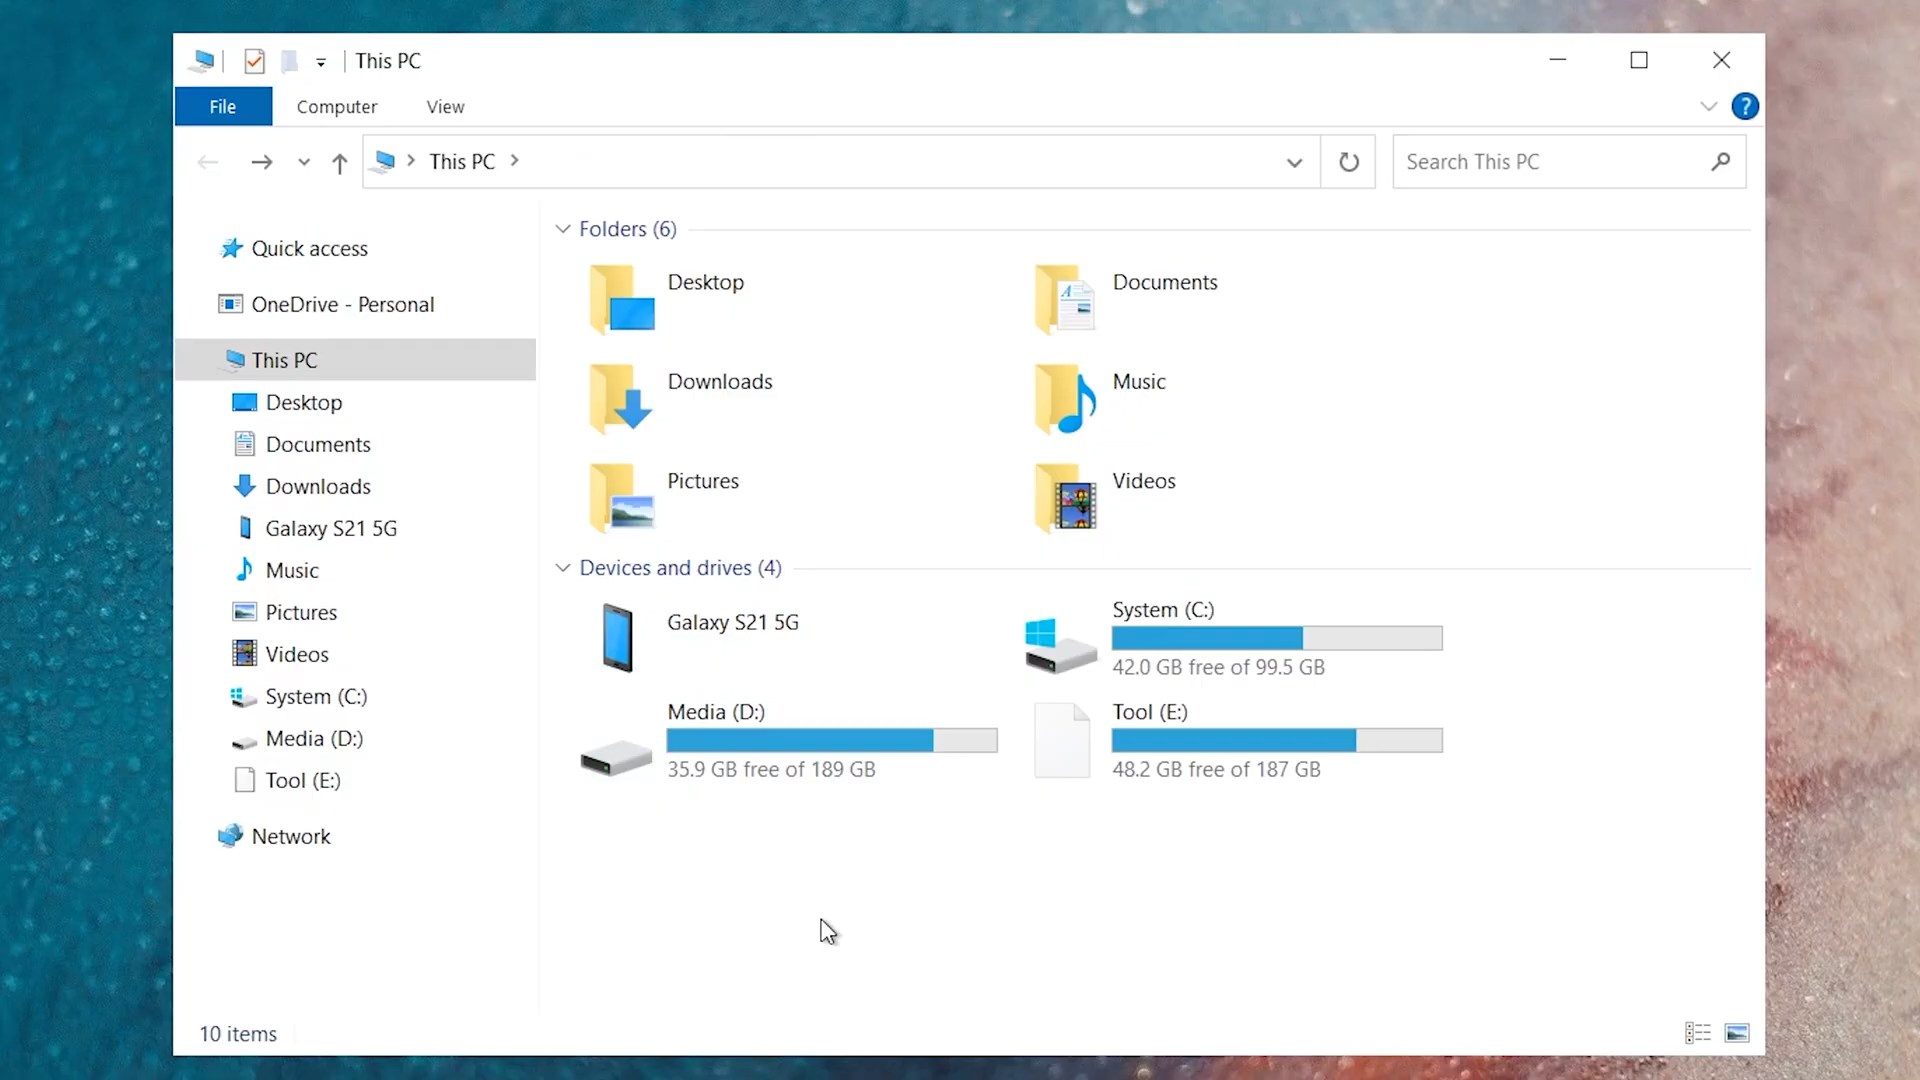 This PC
File
Computer
View
?
This PC
Search This PC
Quick access
OneDrive - Personal
This PC
Desktop
Documents
Downloads
Galaxy S21 5G
Music
Pictures
Videos
System (C:)
Media (D:)
Tool (E:)
Network
Folders (6)
Desktop
Documents
Downloads
Music
Pictures
Videos
Devices and drives (4)
Galaxy S21 5G
System (C:)
42.0 GB free of 99.5 GB
Media (D:)
35.9 GB free of 189 GB
Tool (E:)
48.2 GB free of 187 GB
10 items